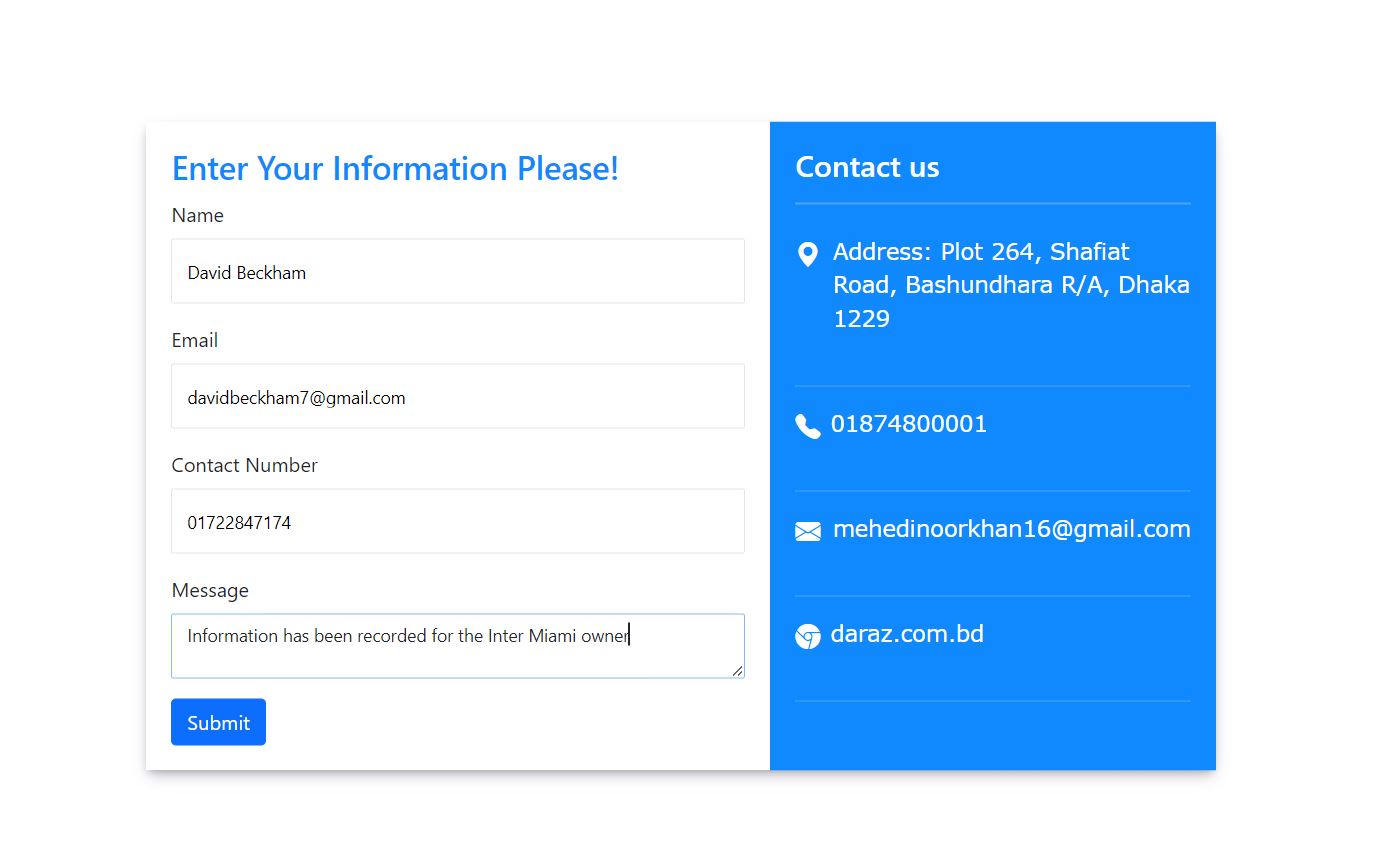 Enter Your Information Please!
Name
David Beckham
Email
davidbeckham7@gmail.com
Contact Number
01722847174
Message
Information has been recorded for the Inter Miami owner
Submit
Contact us
Address: Plot 264, Shafiat
Road, Bashundhara R/A, Dhaka
1229
01874800001
mehedinoorkhan16@gmail.com
daraz.com.bd